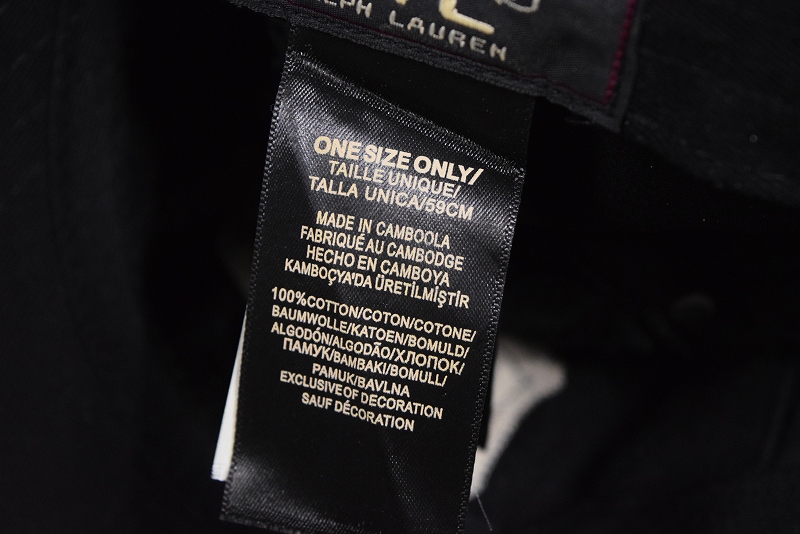 LPH LAUREN
ONE SIZE ONLY/
TAILLE UNIQUE/
TALLA UNICA/59CM
MADE IN CAMBOOLA
FABRIQUÉ AU CAMBODGE
HECHO EN CAMBOYA
KAMBOÇYA'DA ÜRETİLMİŞTİR
100%COTTON/COTON/COTONE/
BAUMWOLLE/KATOEN/BOMULD/
ALGODÓN/ALGODÃO/ХЛОПОК/
ПАМУК/BAMBAKI/BOMULL/
PAMUK/BAVLNA
EXCLUSIVE OF DECORATION
SAUF DÉCORATION